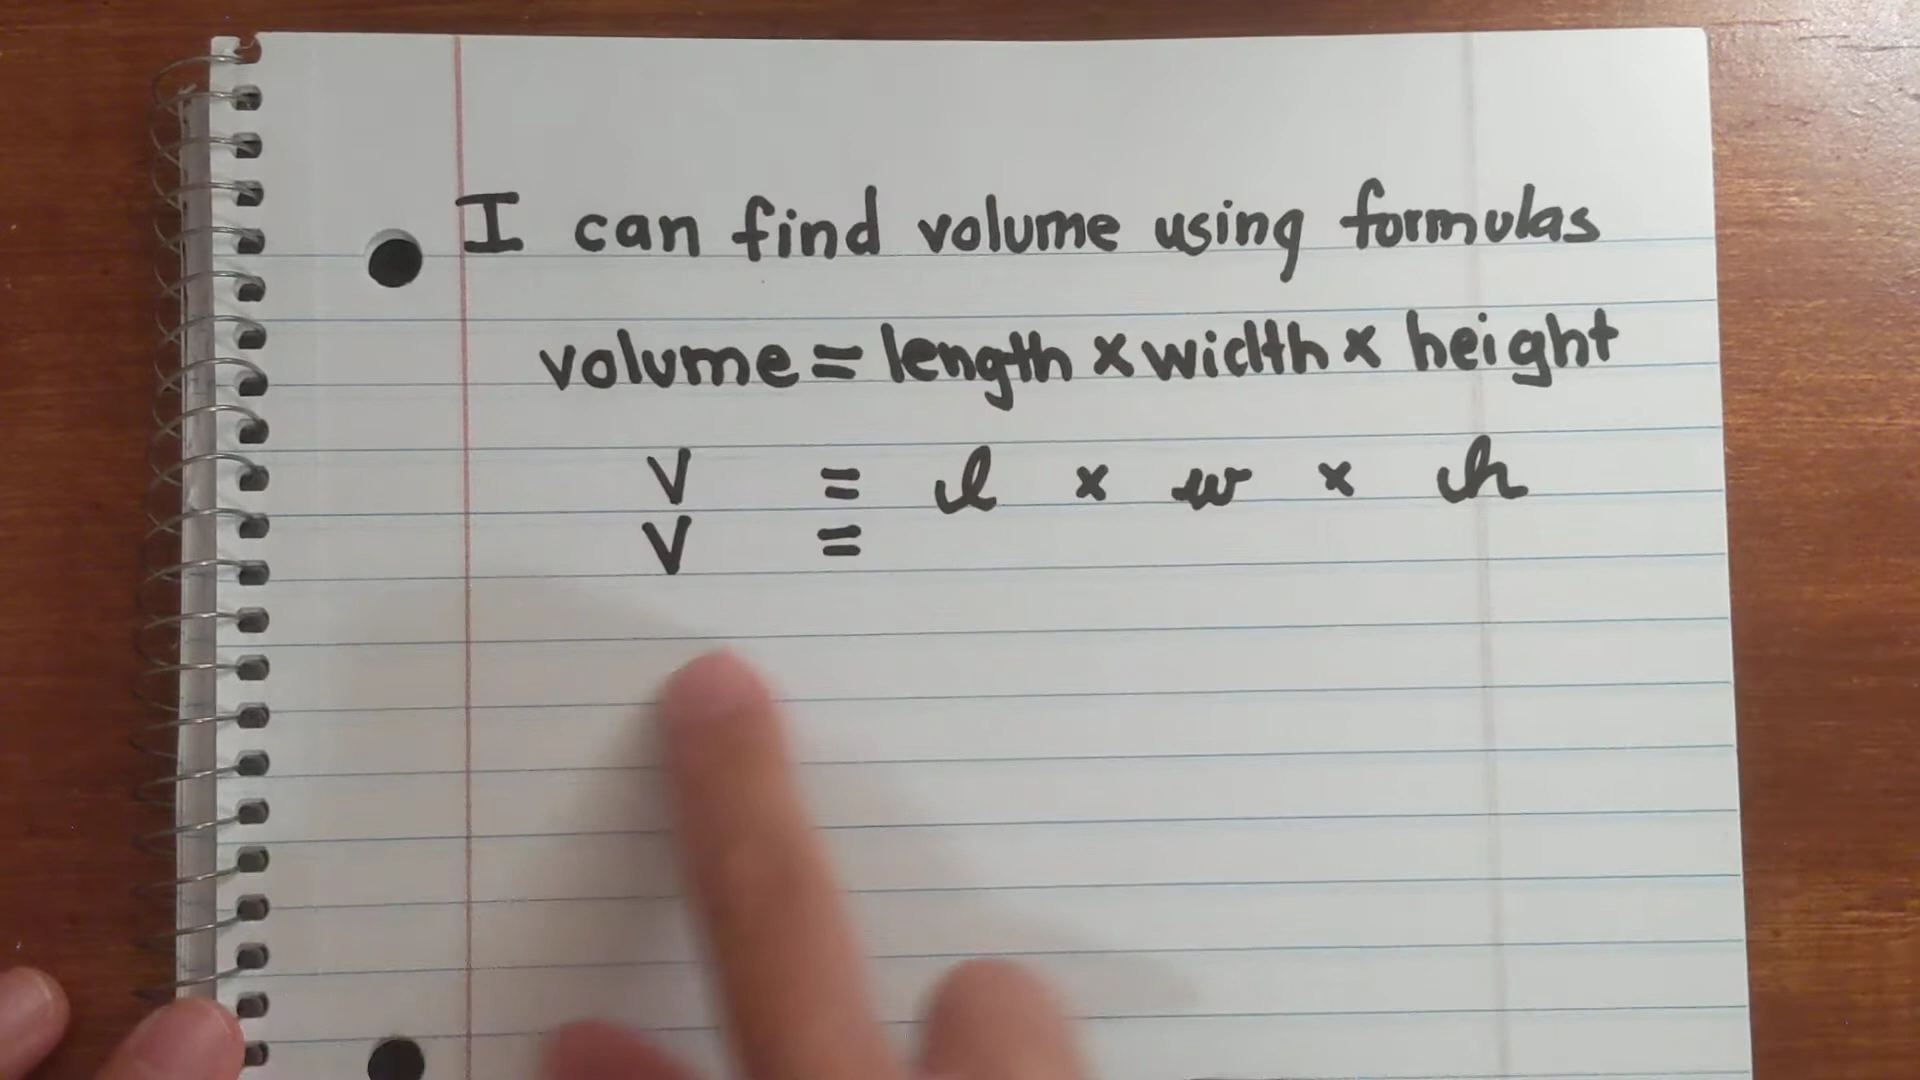 I can find volume using formulas
volume = length x width x height
V = l x w x h
V =